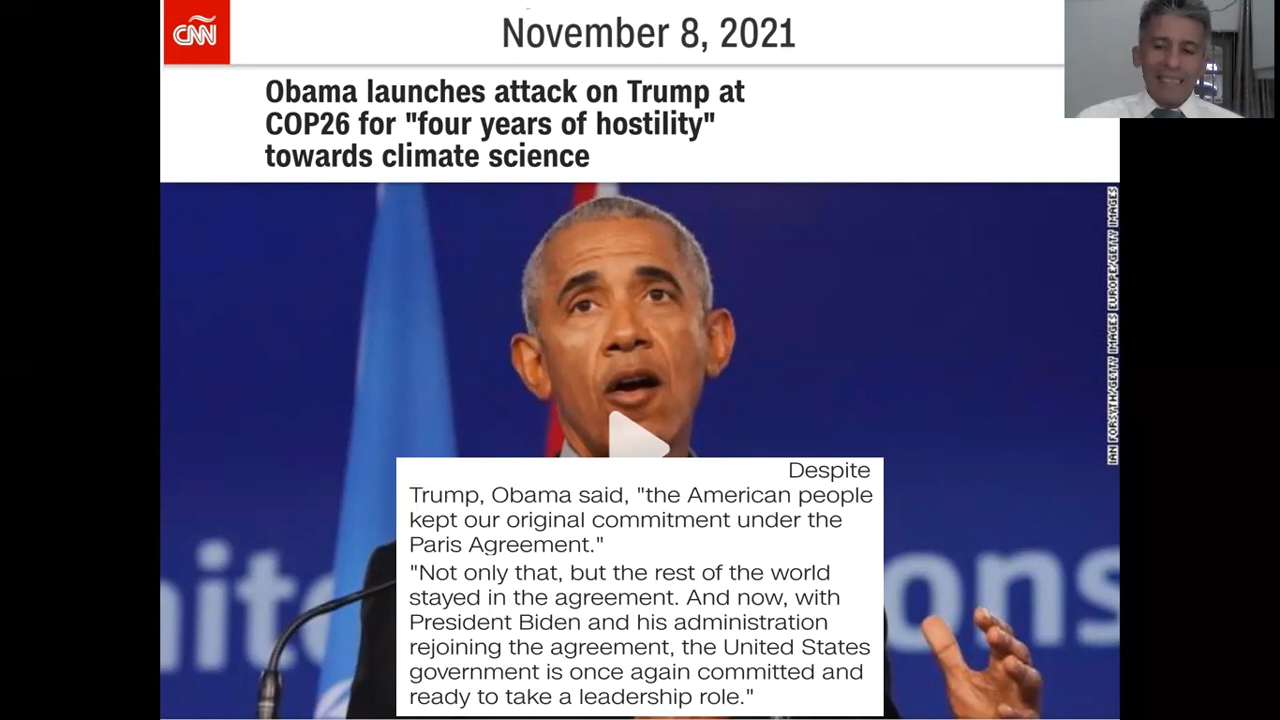 CNN
November 8, 2021
Obama launches attack on Trump at
COP26 for "four years of hostility"
towards climate science
IAN FORSYTH/GETTY IMAGES EUROPE/GETTY IMAGES
Despite
Trump, Obama said, "the American people
kept our original commitment under the
Paris Agreement."
"Not only that, but the rest of the world
stayed in the agreement. And now, with
President Biden and his administration
rejoining the agreement, the United States
government is once again committed and
ready to take a leadership role."
nite
ons